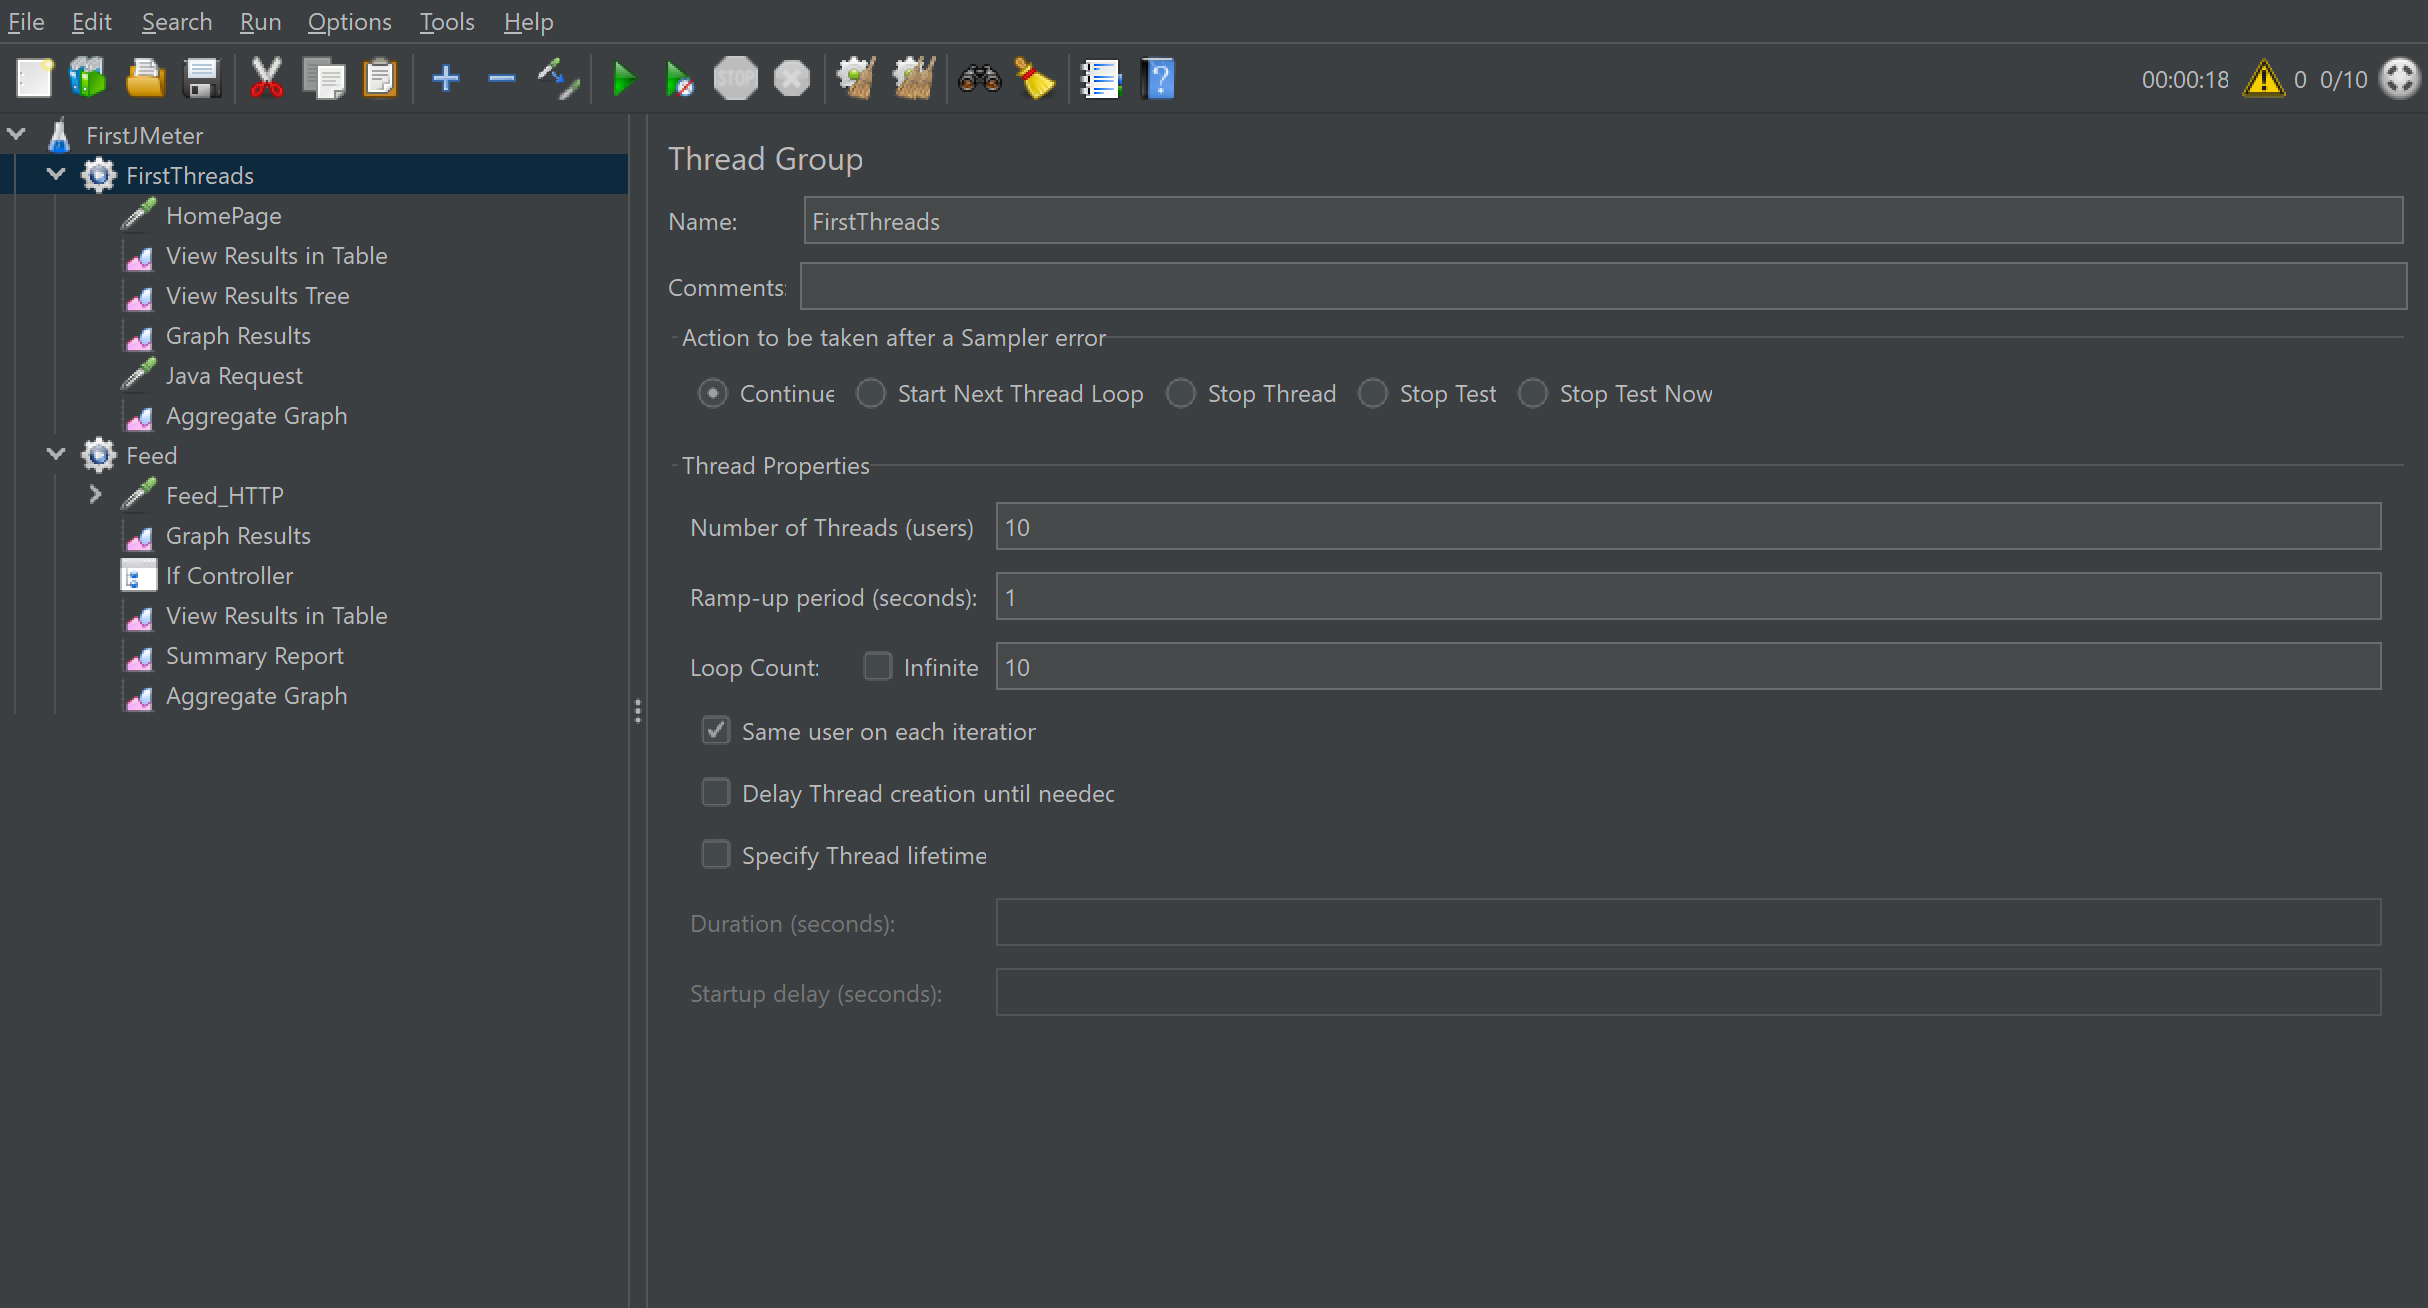 File Edit Search Run Options Tools Help
STOP
00:00:18 0 0/10
FirstJMeter
FirstThreads
HomePage
View Results in Table
View Results Tree
Graph Results
Java Request
Aggregate Graph
Feed
Feed_HTTP
Graph Results
If Controller
View Results in Table
Summary Report
Aggregate Graph
Thread Group
Name: FirstThreads
Comments:
Action to be taken after a Sampler error
Continue Start Next Thread Loop Stop Thread Stop Test Stop Test Now
Thread Properties
Number of Threads (users) 10
Ramp-up period (seconds): 1
Loop Count: Infinite 10
Same user on each iteration
Delay Thread creation until needed
Specify Thread lifetime
Duration (seconds):
Startup delay (seconds):